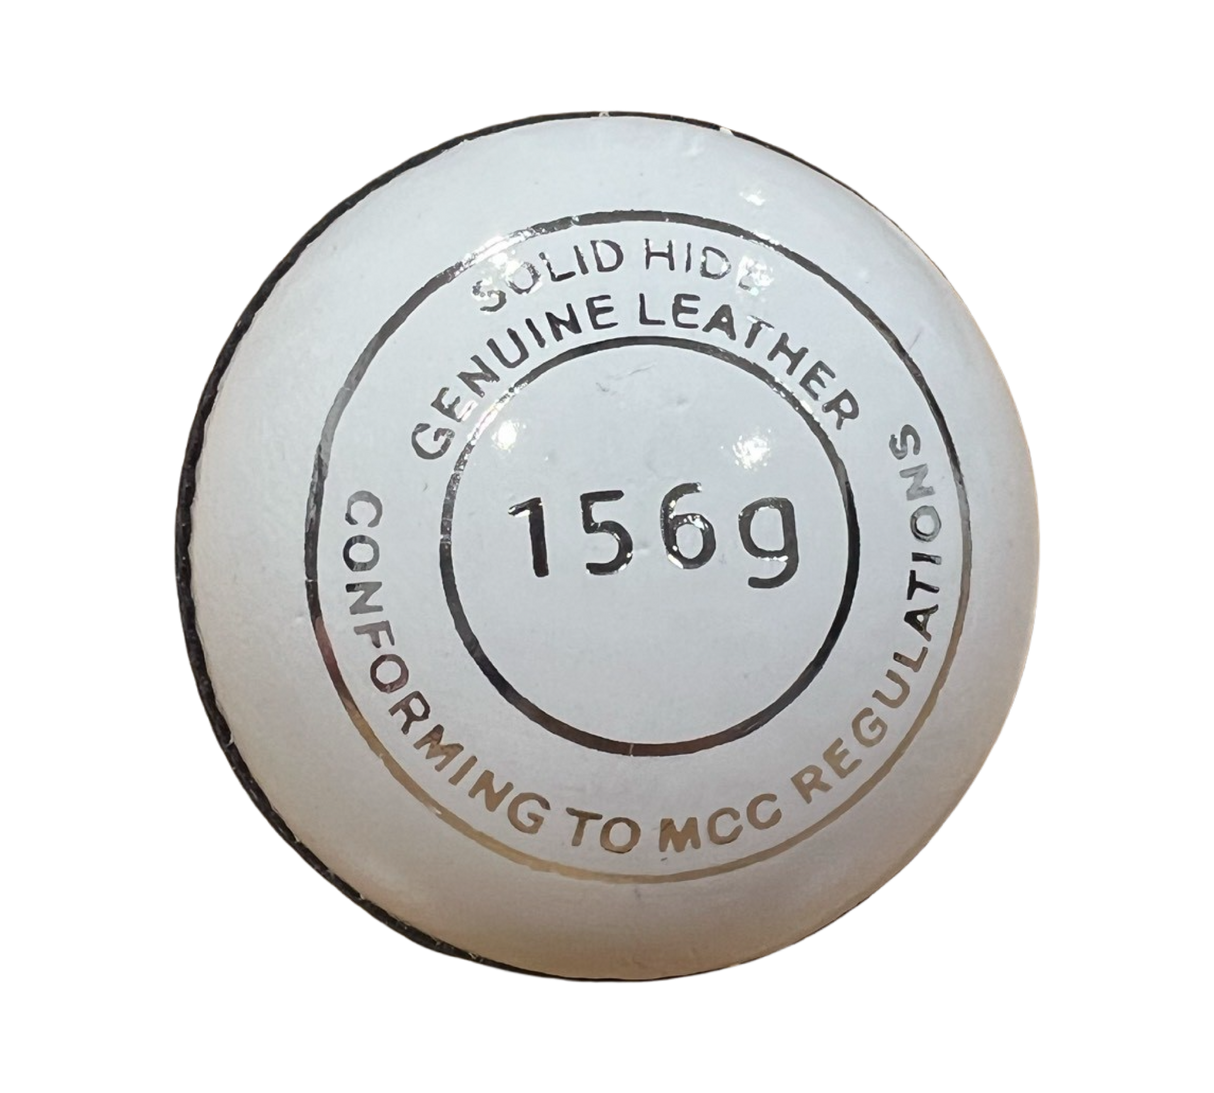 SOLID HIDE
GENUINE LEATHER
156g
CONFORMING TO MCC REGULATIONS